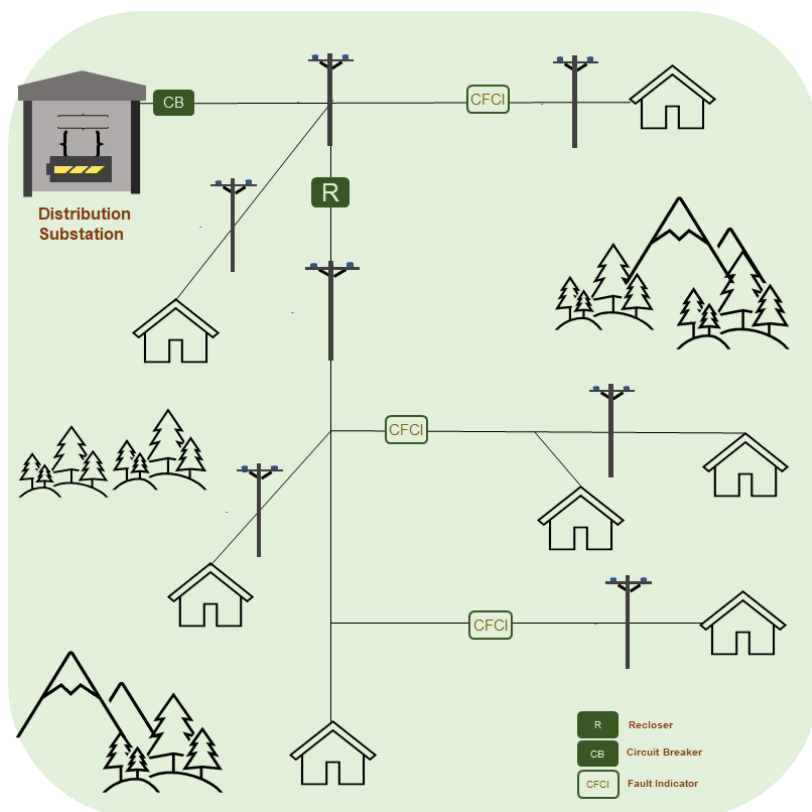 CB
CFCI
R
Distribution
Substation
CFCI
CFCI
R Recloser
CB Circuit Breaker
CFCI Fault Indicator